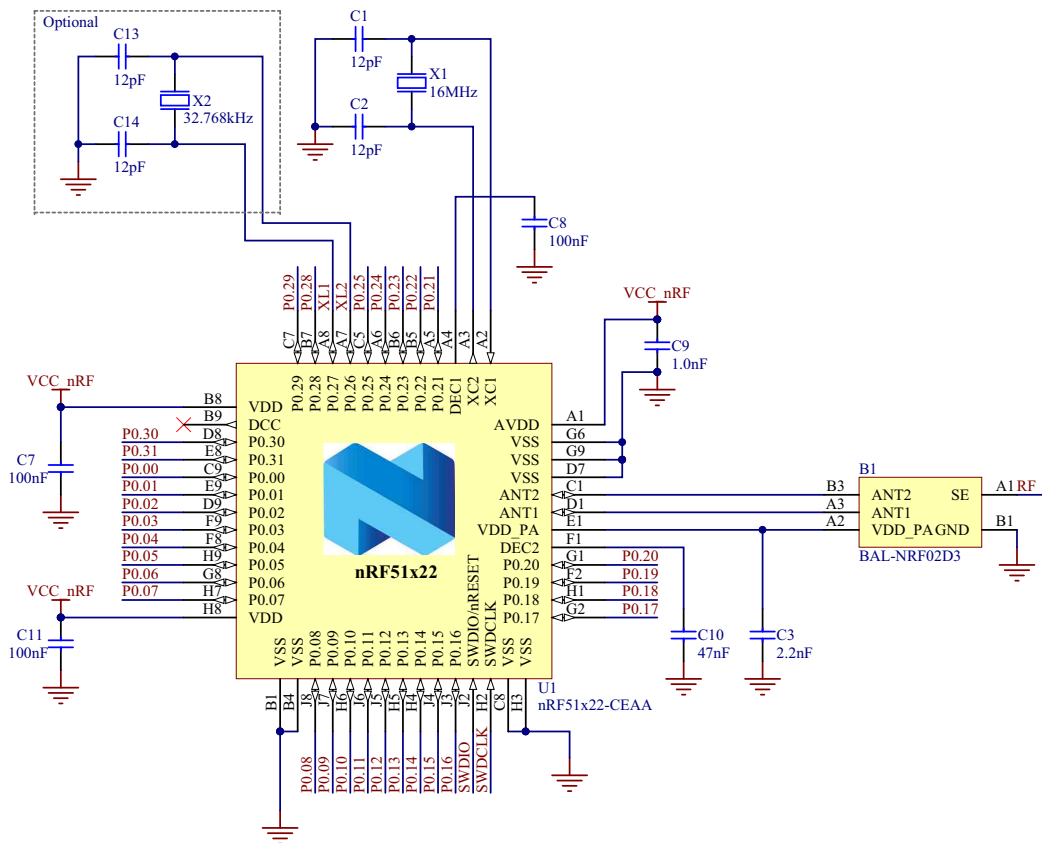 Optional
C13
12pF
X2
32.768kHz
C14
12pF
C1
12pF
X1
16MHz
C2
12pF
C8
100nF
P0.29
P0.28
XL1
XL2
P0.25
P0.24
P0.23
P0.22
P0.21
C7
B7
A8
A7
C5
A6
B6
B5
A5
A4
A3
A2
P0.29
P0.28
P0.27
P0.26
P0.25
P0.24
P0.23
P0.22
P0.21
DEC1
XC2
XC1
VCC_nRF
C9
1.0nF
VCC_nRF
C7
100nF
B8 VDD
B9 DCC
P0.30 D8 P0.30
P0.31 E8 P0.31
P0.00 C9 P0.00
P0.01 E9 P0.01
P0.02 D9 P0.02
P0.03 F9 P0.03
P0.04 F8 P0.04
P0.05 H9 P0.05
P0.06 G8 P0.06
P0.07 H7 P0.07
H8 VDD
VCC_nRF
C11
100nF
nRF51x22
AVDD A1
VSS G6
VSS G9
VSS D7
ANT2 C1
ANT1 D1
VDD_PA E1
DEC2 F1
P0.20 G1 P0.20
P0.19 F2 P0.19
P0.18 H1 P0.18
P0.17 G2 P0.17
B1
B3 ANT2 SE A1 RF
A3 ANT1
A2 VDD_PA GND B1
BAL-NRF02D3
C10
47nF
C3
2.2nF
VSS
VSS
P0.08
P0.09
P0.10
P0.11
P0.12
P0.13
P0.14
P0.15
P0.16
SWDIO/nRESET
SWDCLK
VSS
VSS
U1
nRF51x22-CEAA
B1
B4
J8
J7
H6
J6
J5
H5
H4
J4
J3
J2
H2
C8
H3
P0.08
P0.09
P0.10
P0.11
P0.12
P0.13
P0.14
P0.15
P0.16
SWDIO
SWDCLK